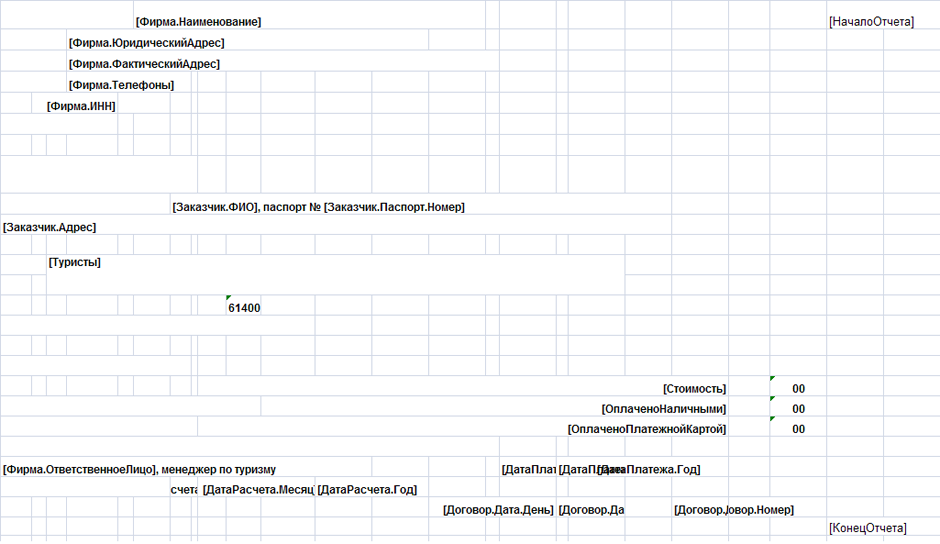 [Фирма.Наименование] [НачалоОтчета]
[Фирма.ЮридическийАдрес]
[Фирма.ФактическийАдрес]
[Фирма.Телефоны]
[Фирма.ИНН]
[Заказчик.ФИО], паспорт № [Заказчик.Паспорт.Номер]
[Заказчик.Адрес]
[Туристы]
61400
[Стоимость] 00
[ОплаченоНаличными] 00
[ОплаченоПлатежнойКартой] 00
[Фирма.ОтветственноеЛицо], менеджер по туризму [ДатаПлат [ДатаП ДатаПлатежа.Год]
счета [ДатаРасчета.Месяц [ДатаРасчета.Год]
[Договор.Дата.День] [Договор.Да [Договор. овор.Номер]
[КонецОтчета]